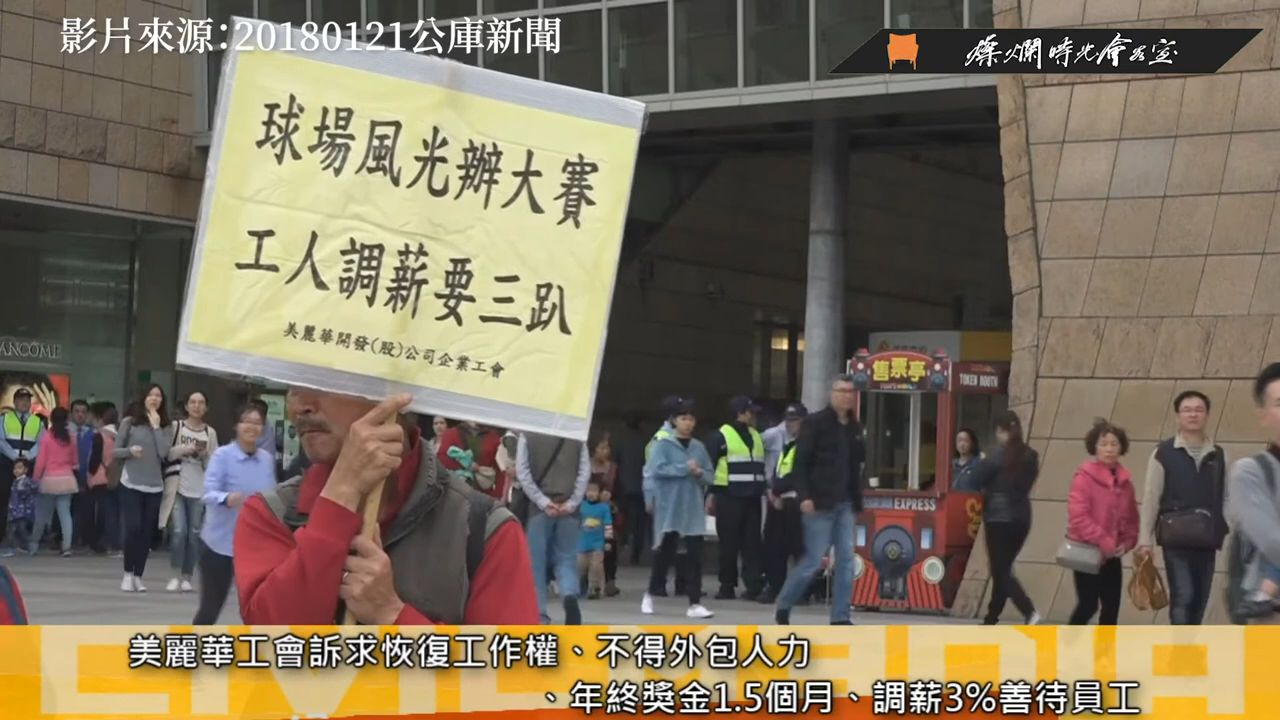 影片來源：20180121公庫新聞
燦爛時光會客室
球場風光辦大賽
工人調薪要三趴
美麗華開發(股)公司企業工會
ANCÔME
售票亭
TOKEN BOOTH
EXPRESS
美麗華工會訴求恢復工作權、不得外包人力
、年終獎金1.5個月、調薪3%善待員工